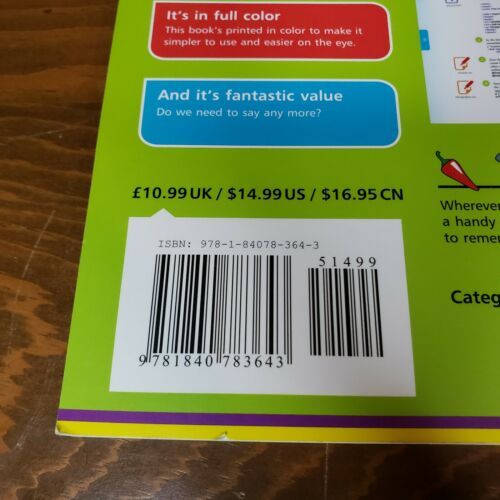 It's in full color
This book's printed in color to make it
simpler to use and easier on the eye.
And it's fantastic value
Do we need to say any more?
£10.99 UK / $14.99 US / $16.95 CN
ISBN: 978-1-84078-364-3
51499
9 781840 783643
Wherever
a handy
to remem
Categ